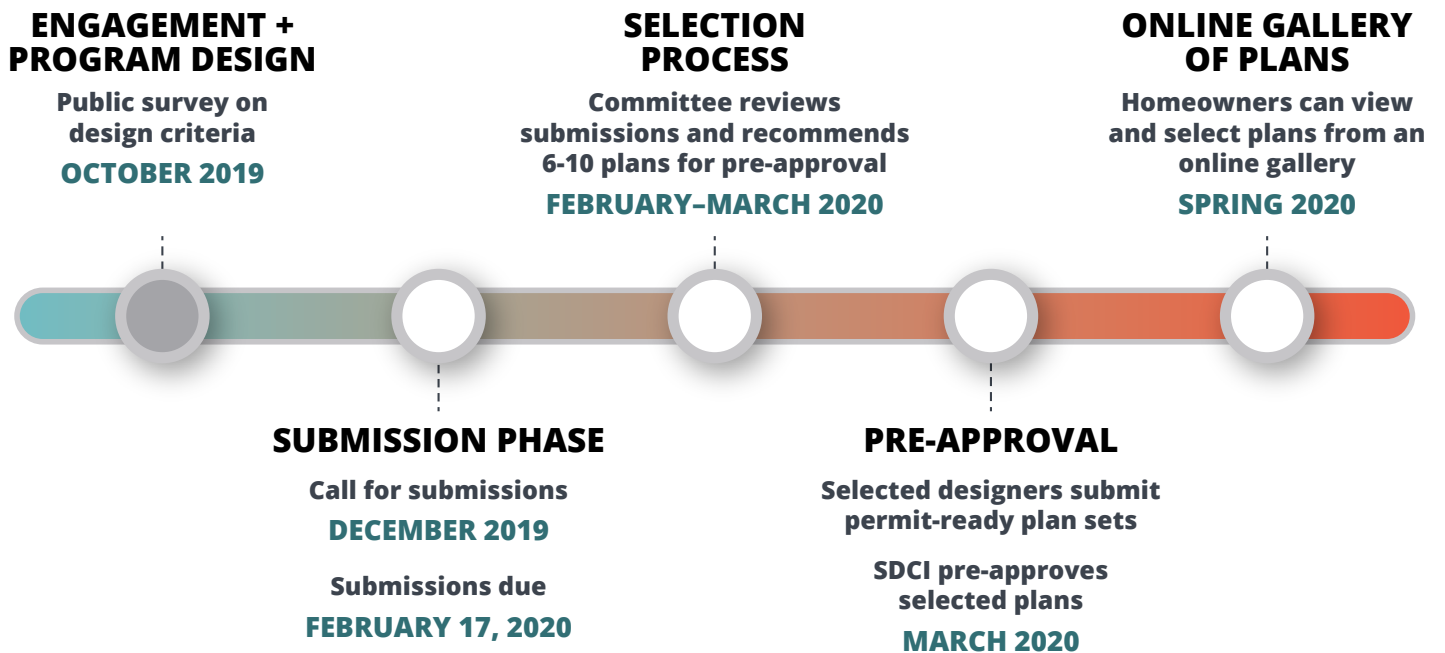 ENGAGEMENT +
PROGRAM DESIGN
Public survey on
design criteria
OCTOBER 2019
SUBMISSION PHASE
Call for submissions
DECEMBER 2019
Submissions due
FEBRUARY 17, 2020
SELECTION
PROCESS
Committee reviews
submissions and recommends
6-10 plans for pre-approval
FEBRUARY–MARCH 2020
PRE-APPROVAL
Selected designers submit
permit-ready plan sets
SDCI pre-approves
selected plans
MARCH 2020
ONLINE GALLERY
OF PLANS
Homeowners can view
and select plans from an
online gallery
SPRING 2020